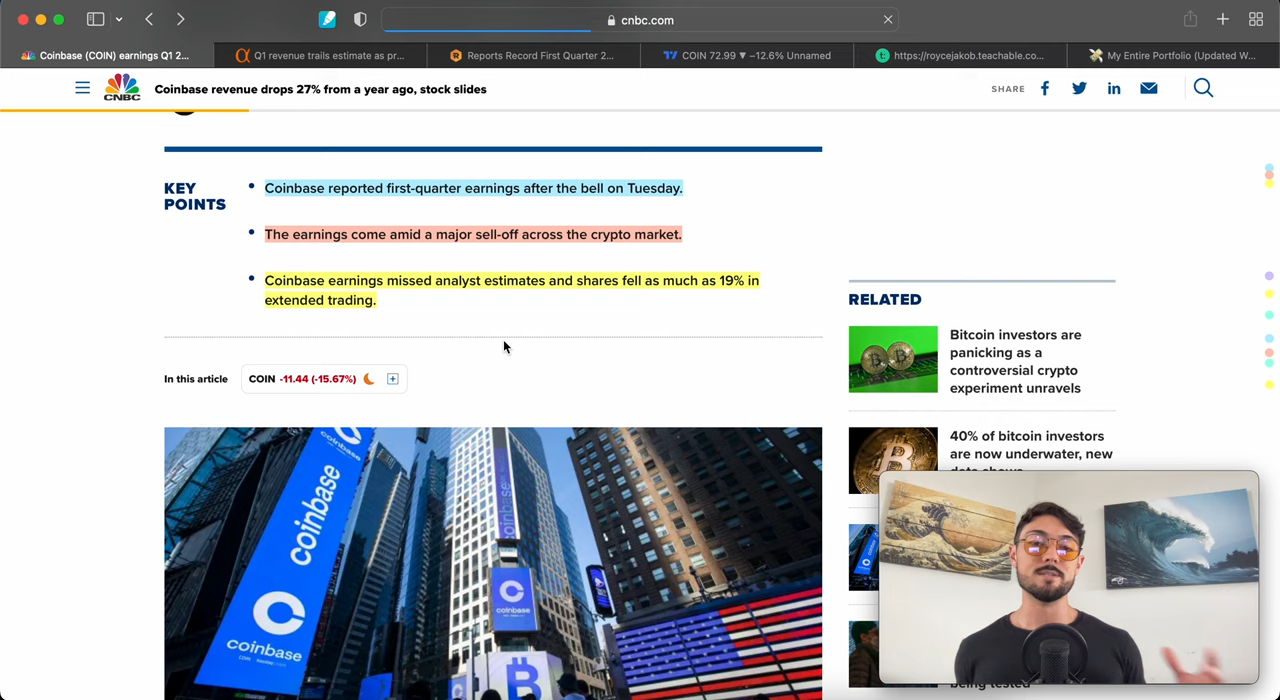 cnbc.com
Coinbase (COIN) earnings Q1 2...
Q1 revenue trails estimate as pr...
Reports Record First Quarter 2...
COIN 72.99 ▼ −12.6% Unnamed
https://roycejakob.teachable.co...
My Entire Portfolio (Updated W...
CNBC
Coinbase revenue drops 27% from a year ago, stock slides
SHARE
KEY
POINTS
• Coinbase reported first-quarter earnings after the bell on Tuesday.
• The earnings come amid a major sell-off across the crypto market.
• Coinbase earnings missed analyst estimates and shares fell as much as 19% in
extended trading.
In this article
COIN -11.44 (-15.67%)
RELATED
Bitcoin investors are
panicking as a
controversial crypto
experiment unravels
40% of bitcoin investors
are now underwater, new
data shows
being tested
coinbase
coinbase
coinbase
coinbase